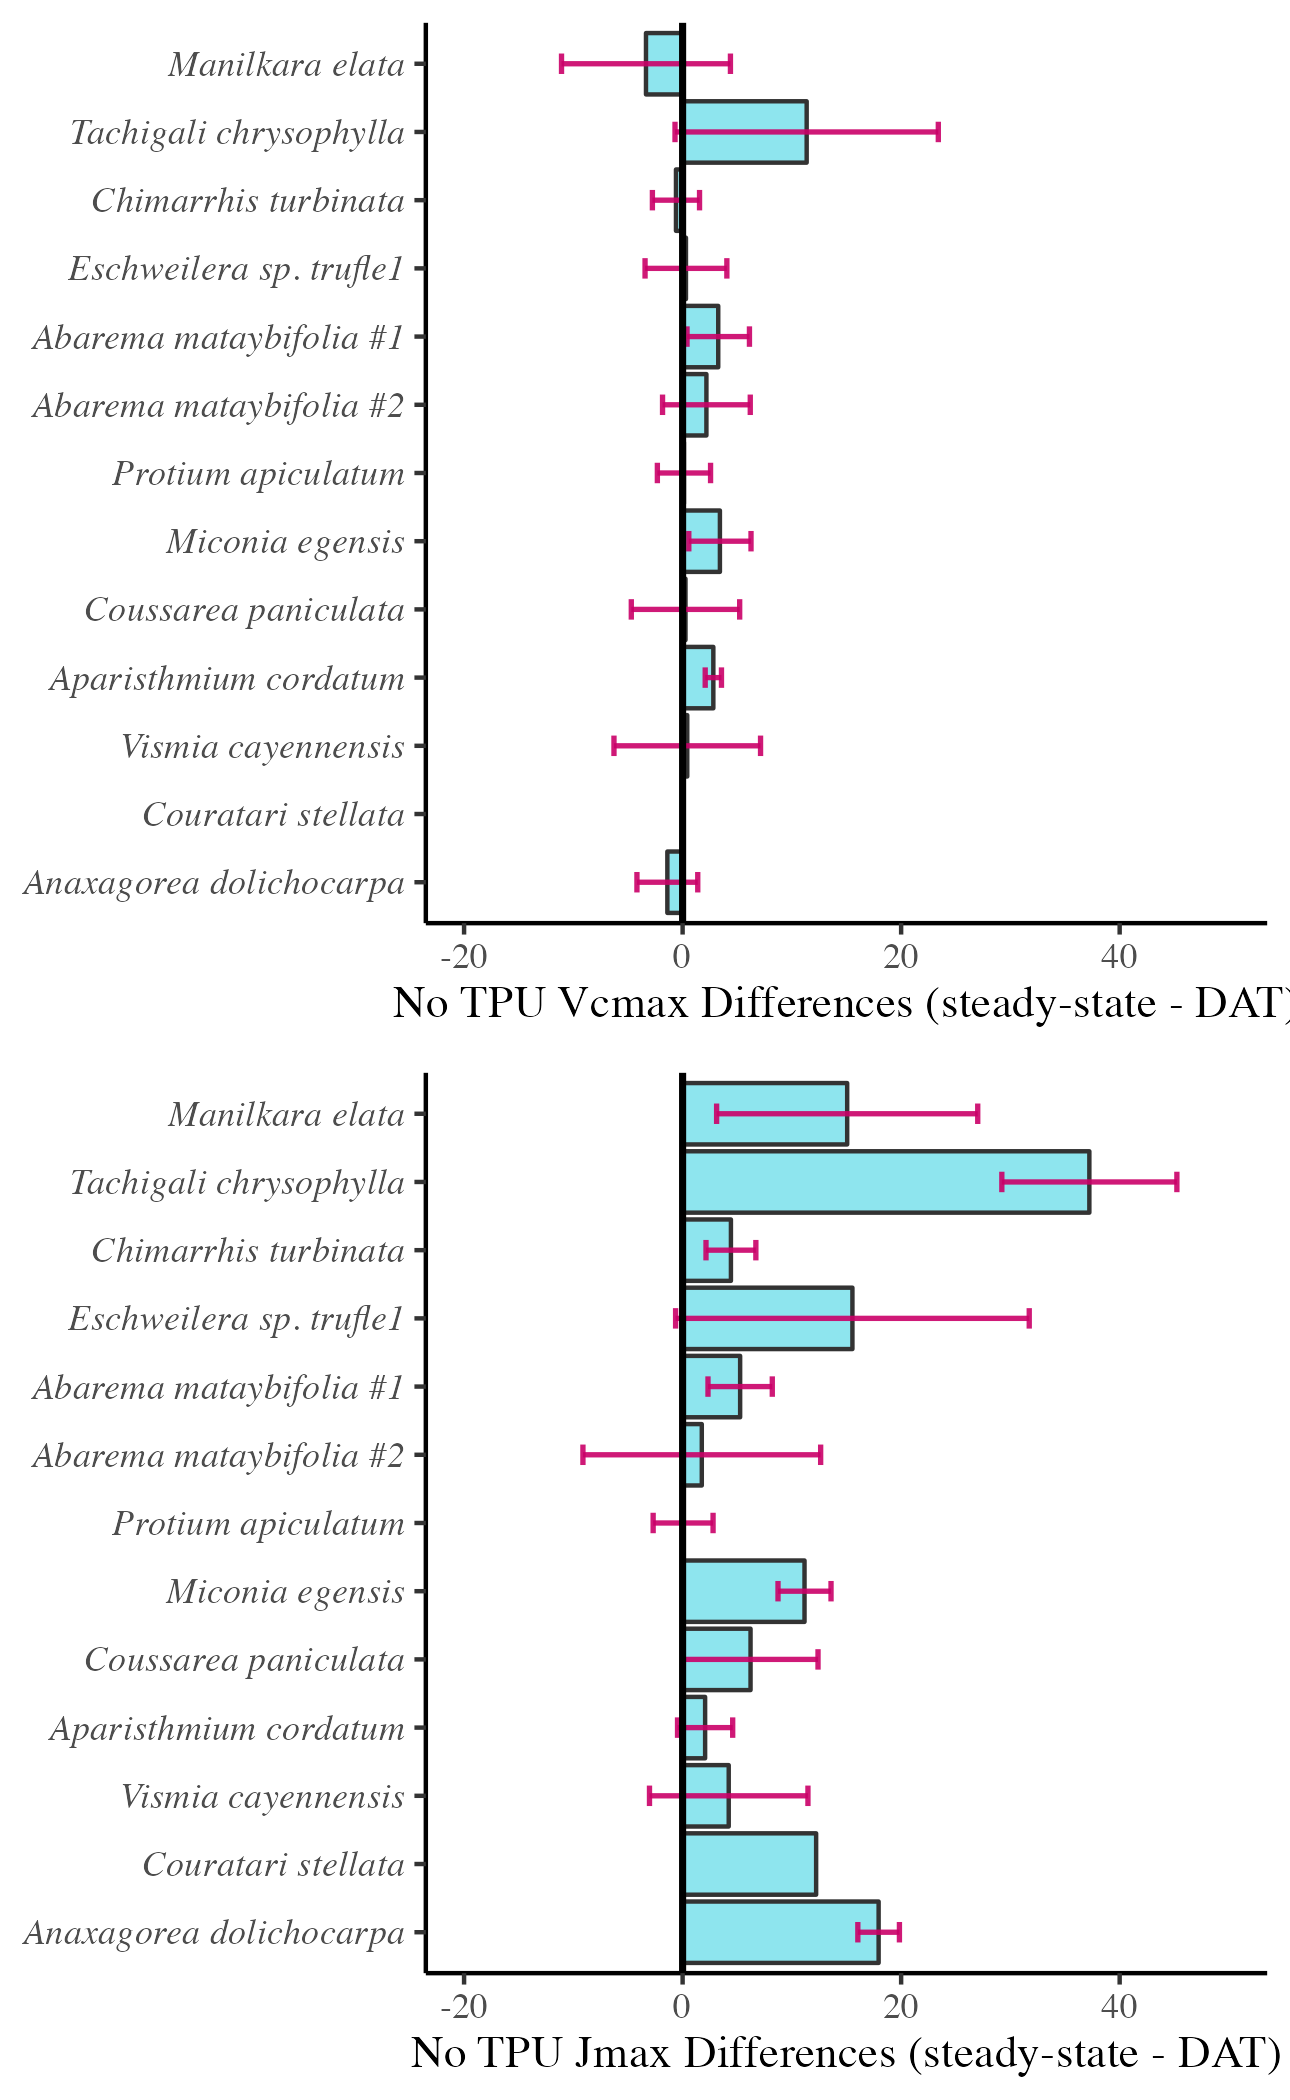 Manilkara elata
Tachigali chrysophylla
Chimarrhis turbinata
Eschweilera sp. trufle1
Abarema mataybifolia #1
Abarema mataybifolia #2
Protium apiculatum
Miconia egensis
Coussarea paniculata
Aparisthmium cordatum
Vismia cayennensis
Couratari stellata
Anaxagorea dolichocarpa
-20 0 20 40
No TPU Vcmax Differences (steady-state - DAT)
Manilkara elata
Tachigali chrysophylla
Chimarrhis turbinata
Eschweilera sp. trufle1
Abarema mataybifolia #1
Abarema mataybifolia #2
Protium apiculatum
Miconia egensis
Coussarea paniculata
Aparisthmium cordatum
Vismia cayennensis
Couratari stellata
Anaxagorea dolichocarpa
-20 0 20 40
No TPU Jmax Differences (steady-state - DAT)